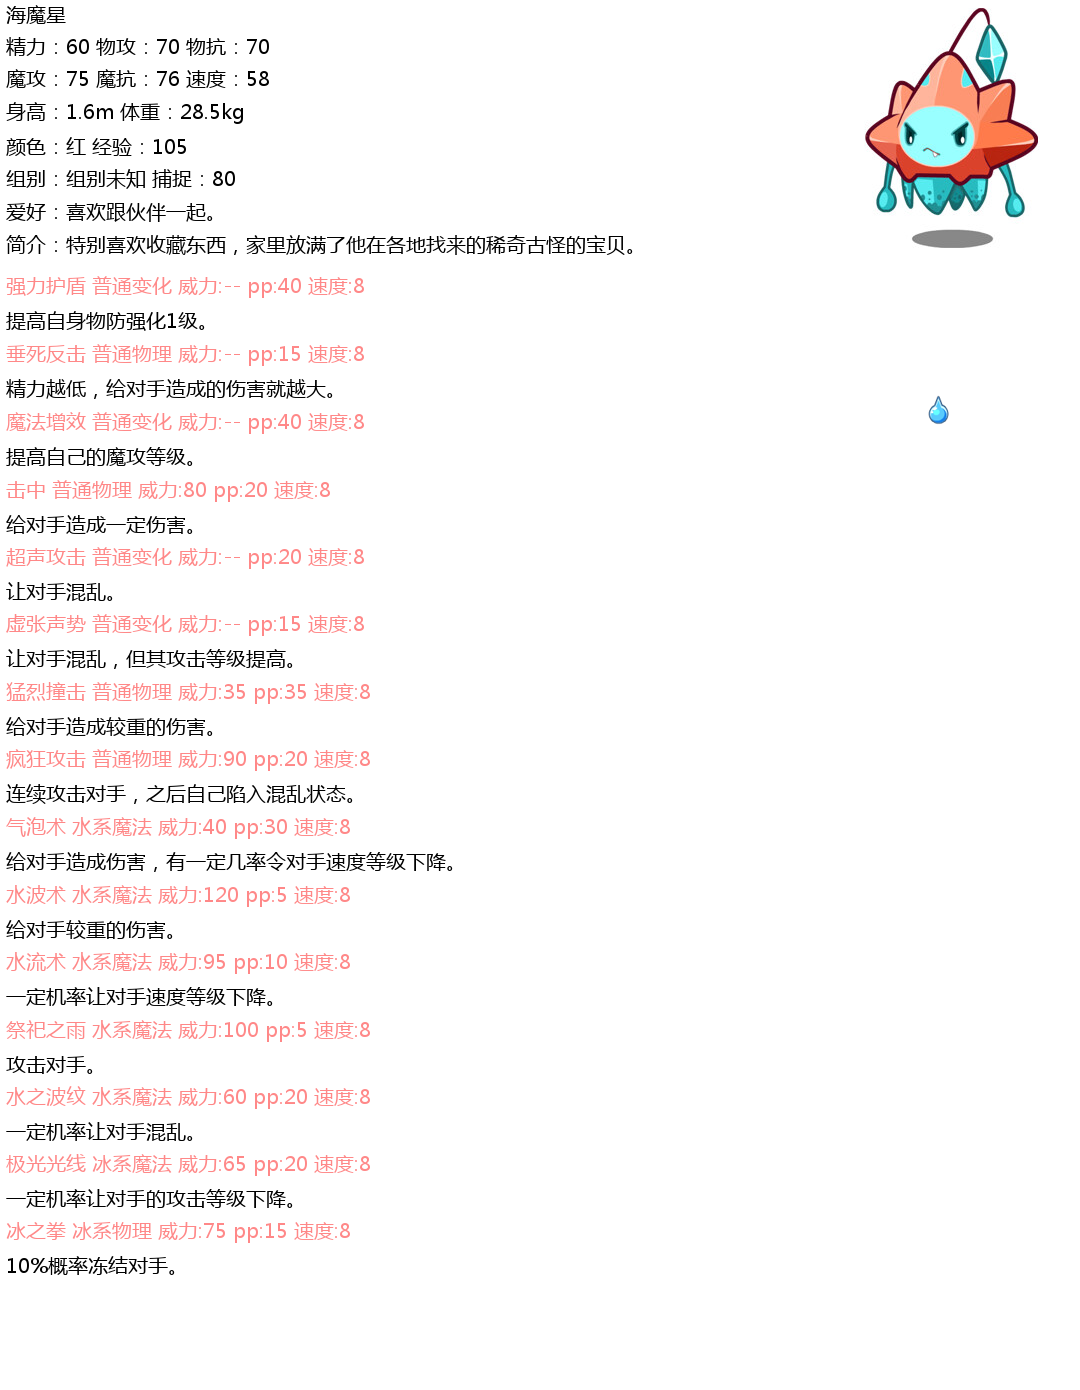 海魔星
精力：60 物攻：70 物抗：70
魔攻：75 魔抗：76 速度：58
身高：1.6m 体重：28.5kg
颜色：红 经验：105
组别：组别未知 捕捉：80
爱好：喜欢跟伙伴一起。
简介：特别喜欢收藏东西，家里放满了他在各地找来的稀奇古怪的宝贝。
强力护盾 普通变化 威力:-- pp:40 速度:8
提高自身物防强化1级。
垂死反击 普通物理 威力:-- pp:15 速度:8
精力越低，给对手造成的伤害就越大。
魔法增效 普通变化 威力:-- pp:40 速度:8
提高自己的魔攻等级。
击中 普通物理 威力:80 pp:20 速度:8
给对手造成一定伤害。
超声攻击 普通变化 威力:-- pp:20 速度:8
让对手混乱。
虚张声势 普通变化 威力:-- pp:15 速度:8
让对手混乱，但其攻击等级提高。
猛烈撞击 普通物理 威力:35 pp:35 速度:8
给对手造成较重的伤害。
疯狂攻击 普通物理 威力:90 pp:20 速度:8
连续攻击对手，之后自己陷入混乱状态。
气泡术 水系魔法 威力:40 pp:30 速度:8
给对手造成伤害，有一定几率令对手速度等级下降。
水波术 水系魔法 威力:120 pp:5 速度:8
给对手较重的伤害。
水流术 水系魔法 威力:95 pp:10 速度:8
一定机率让对手速度等级下降。
祭祀之雨 水系魔法 威力:100 pp:5 速度:8
攻击对手。
水之波纹 水系魔法 威力:60 pp:20 速度:8
一定机率让对手混乱。
极光光线 冰系魔法 威力:65 pp:20 速度:8
一定机率让对手的攻击等级下降。
冰之拳 冰系物理 威力:75 pp:15 速度:8
10%概率冻结对手。